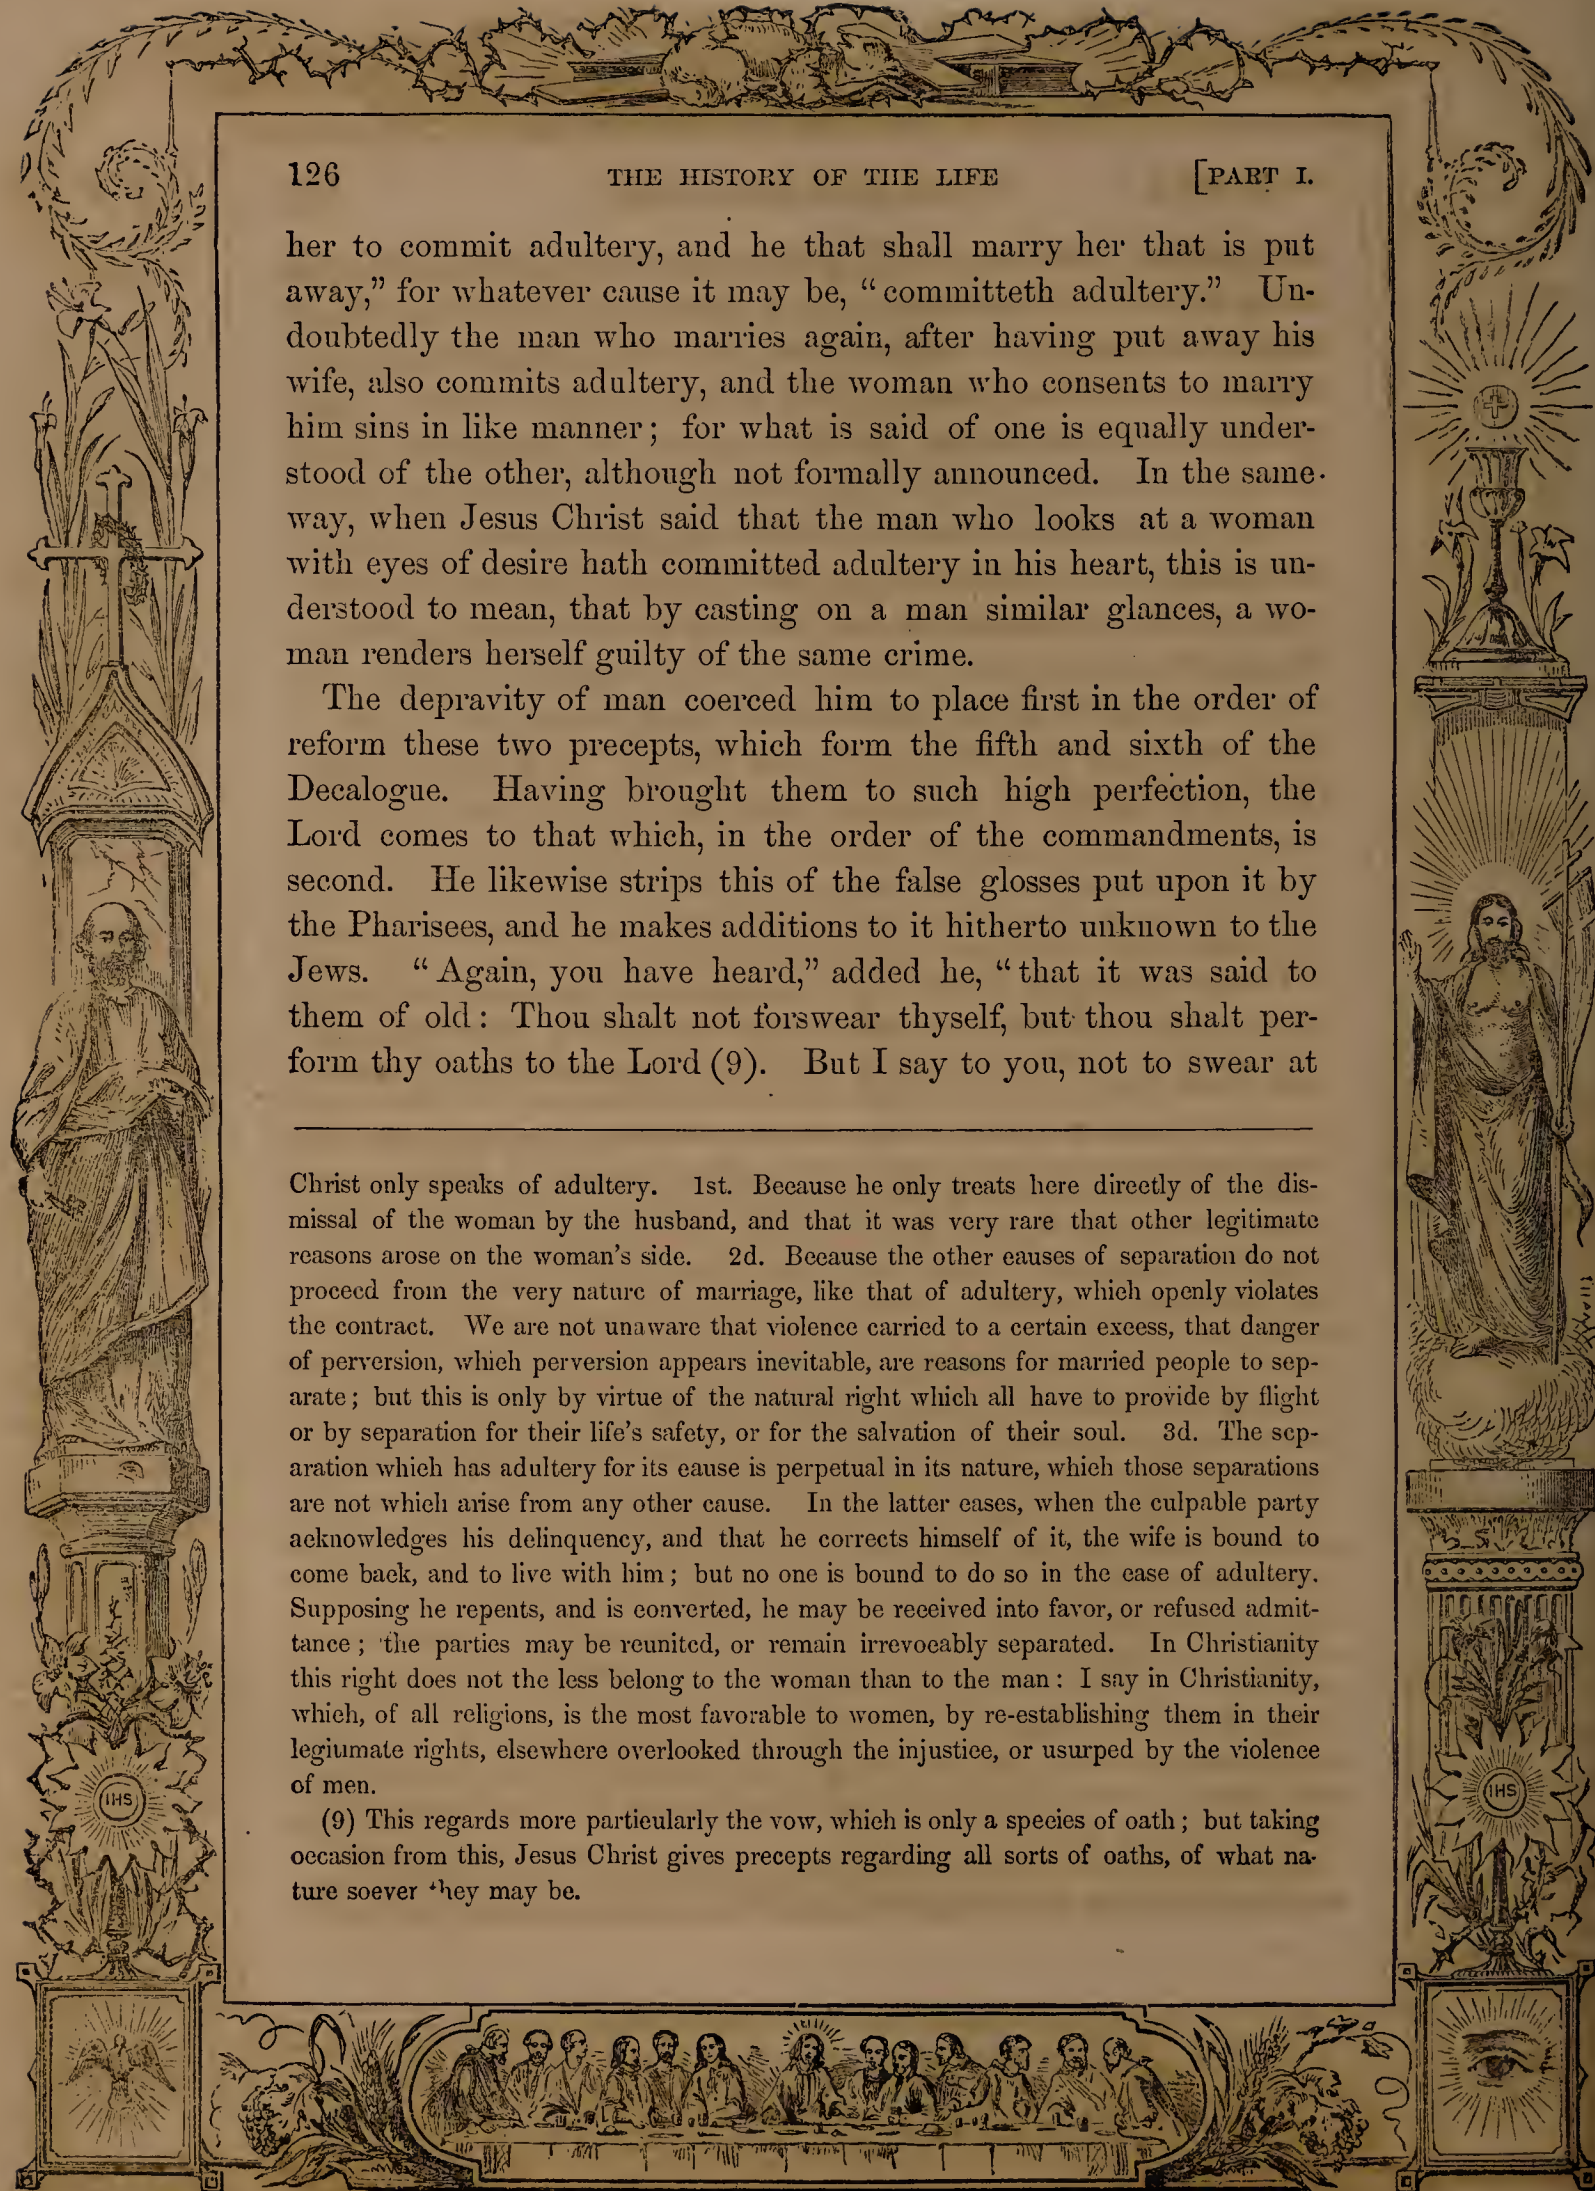 126 THE HISTORY OF THE LIFE [PART I.
her to commit adultery, and he that shall marry her that is put
away,” for whatever cause it may be, “committeth adultery.” Un-
doubtedly the man who marries again, after having put away his
wife, also commits adultery, and the woman who consents to marry
him sins in like manner; for what is said of one is equally under-
stood of the other, although not formally announced. In the same
way, when Jesus Christ said that the man who looks at a woman
with eyes of desire hath committed adultery in his heart, this is un-
derstood to mean, that by casting on a man similar glances, a wo-
man renders herself guilty of the same crime.
The depravity of man coerced him to place first in the order of
reform these two precepts, which form the fifth and sixth of the
Decalogue. Having brought them to such high perfection, the
Lord comes to that which, in the order of the commandments, is
second. He likewise strips this of the false glosses put upon it by
the Pharisees, and he makes additions to it hitherto unknown to the
Jews. “Again, you have heard,” added he, “that it was said to
them of old: Thou shalt not forswear thyself, but thou shalt per-
form thy oaths to the Lord (9). But I say to you, not to swear at
Christ only speaks of adultery. 1st. Because he only treats here directly of the dis-
missal of the woman by the husband, and that it was very rare that other legitimate
reasons arose on the woman’s side. 2d. Because the other causes of separation do not
proceed from the very nature of marriage, like that of adultery, which openly violates
the contract. We are not unaware that violence carried to a certain excess, that danger
of perversion, which perversion appears inevitable, are reasons for married people to sep-
arate; but this is only by virtue of the natural right which all have to provide by flight
or by separation for their life’s safety, or for the salvation of their soul. 3d. The sep-
aration which has adultery for its cause is perpetual in its nature, which those separations
are not which arise from any other cause. In the latter cases, when the culpable party
acknowledges his delinquency, and that he corrects himself of it, the wife is bound to
come back, and to live with him; but no one is bound to do so in the case of adultery.
Supposing he repents, and is converted, he may be received into favor, or refused admit-
tance; the parties may be reunited, or remain irrevocably separated. In Christianity
this right does not the less belong to the woman than to the man: I say in Christianity,
which, of all religions, is the most favorable to women, by re-establishing them in their
legitimate rights, elsewhere overlooked through the injustice, or usurped by the violence
of men.
(9) This regards more particularly the vow, which is only a species of oath; but taking
occasion from this, Jesus Christ gives precepts regarding all sorts of oaths, of what na-
ture soever they may be.
IHS
IHS